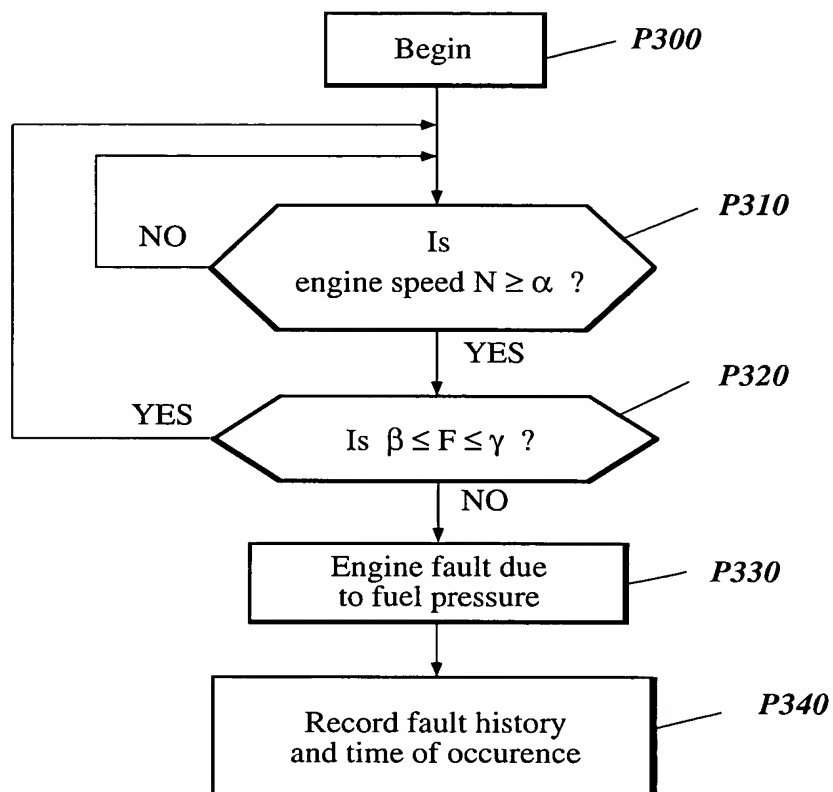 Begin
P300
P310
Is
engine speed N ≥ α ?
NO
YES
P320
YES
Is β ≤ F ≤ γ ?
NO
Engine fault due
to fuel pressure
P330
P340
Record fault history
and time of occurence